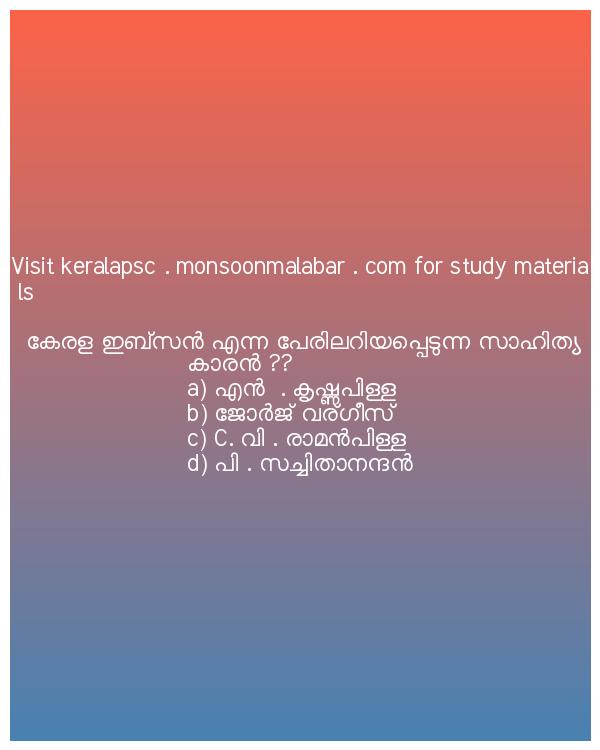 Visit keralapsc . monsoonmalabar . com for study materia
ls
കേരള ഇബ്സൻ എന്ന പേരിലറിയപ്പെടുന്ന സാഹിത്യ
കാരൻ ??
a) എൻ . കൃഷ്ണപിള്ള
b) ജോർജ് വര്ഗീസ്
c) C. വി . രാമൻപിള്ള
d) പി . സച്ചിതാനന്ദൻ